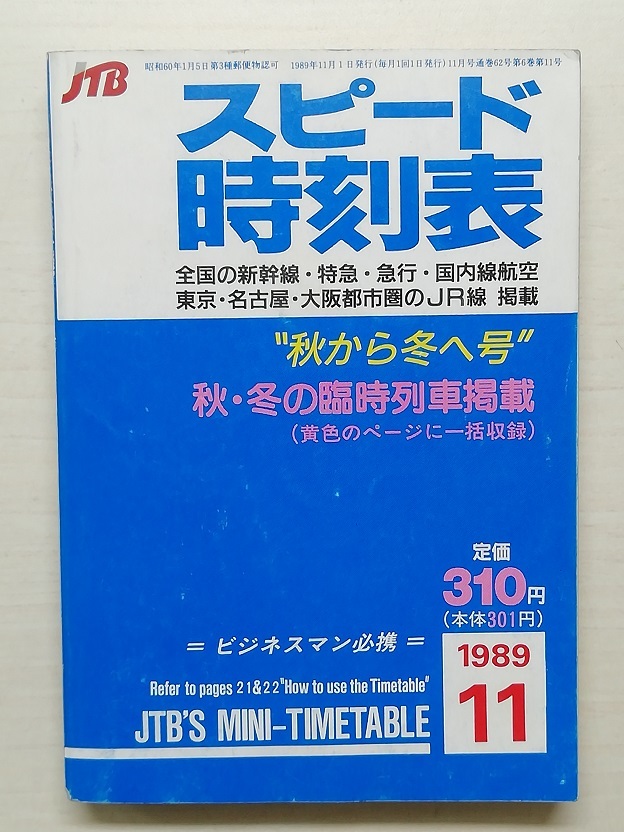 JTB
昭和60年1月5日第3種郵便物認可 1989年11月1日発行(毎月1回1日発行)11月号通巻62号第6巻第11号
スピード
時刻表
全国の新幹線・特急・急行・国内線航空
東京・名古屋・大阪都市圏のJR線 掲載
"秋から冬へ号"
秋・冬の臨時列車掲載
(黄色のページに一括収録)
定価
310円
(本体301円)
= ビジネスマン必携 =
1989
11
Refer to pages 21&22 "How to use the Timetable"
JTB'S MINI-TIMETABLE